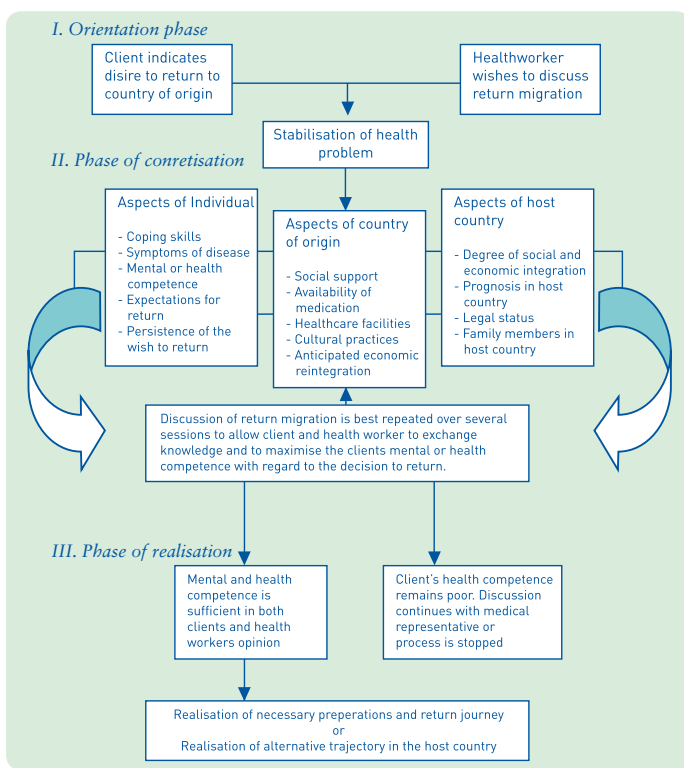 I. Orientation phase
Client indicates
disire to return to
country of origin
Healthworker
wishes to discuss
return migration
Stabilisation of health
problem
II. Phase of conretisation
Aspects of Individual
- Coping skills
- Symptoms of disease
- Mental or health
competence
- Expectations for
return
- Persistence of the
wish to return
Aspects of country
of origin
- Social support
- Availability of
medication
- Healthcare facilities
- Cultural practices
- Anticipated economic
reintegration
Aspects of host
country
- Degree of social and
economic integration
- Prognosis in host
country
- Legal status
- Family members in
host country
Discussion of return migration is best repeated over several
sessions to allow client and health worker to exchange
knowledge and to maximise the clients mental or health
competence with regard to the decision to return.
III. Phase of realisation
Mental and health
competence is
sufficient in both
clients and health
workers opinion
Client's health competence
remains poor. Discussion
continues with medical
representative or
process is stopped
Realisation of necessary preperations and return journey
or
Realisation of alternative trajectory in the host country